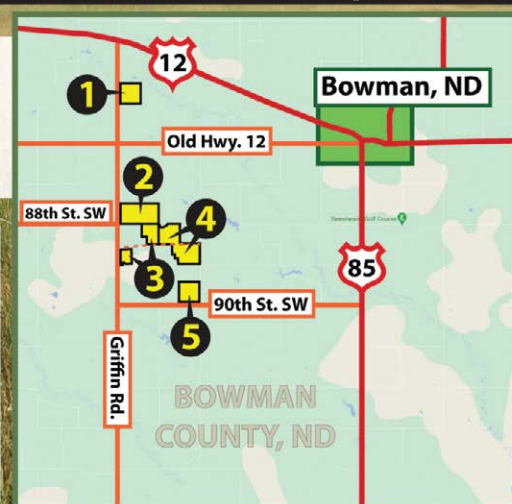 12
1
Bowman, ND
Old Hwy. 12
2
88th St. SW
4
3
85
90th St. SW
5
Griffin Rd.
BOWMAN
COUNTY, ND